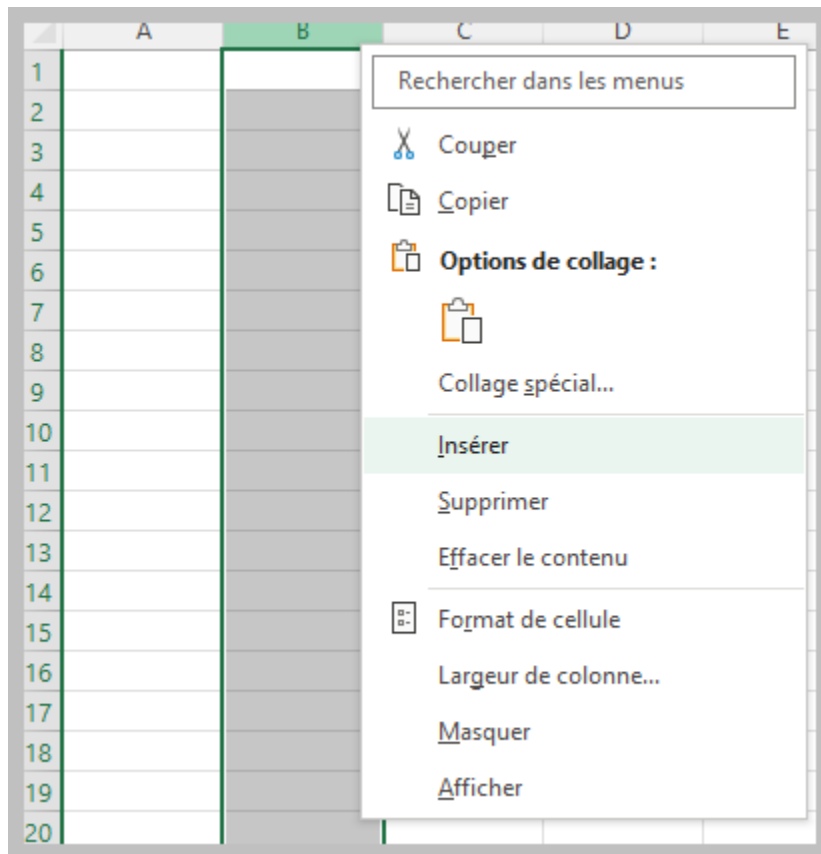 A B C D E
1
Rechercher dans les menus
2
3
Couper
4
Copier
5
6
Options de collage :
7
8
9
Collage spécial...
10
Insérer
11
12
Supprimer
13
Effacer le contenu
14
15
Format de cellule
16
Largeur de colonne...
17
18
Masquer
19
Afficher
20